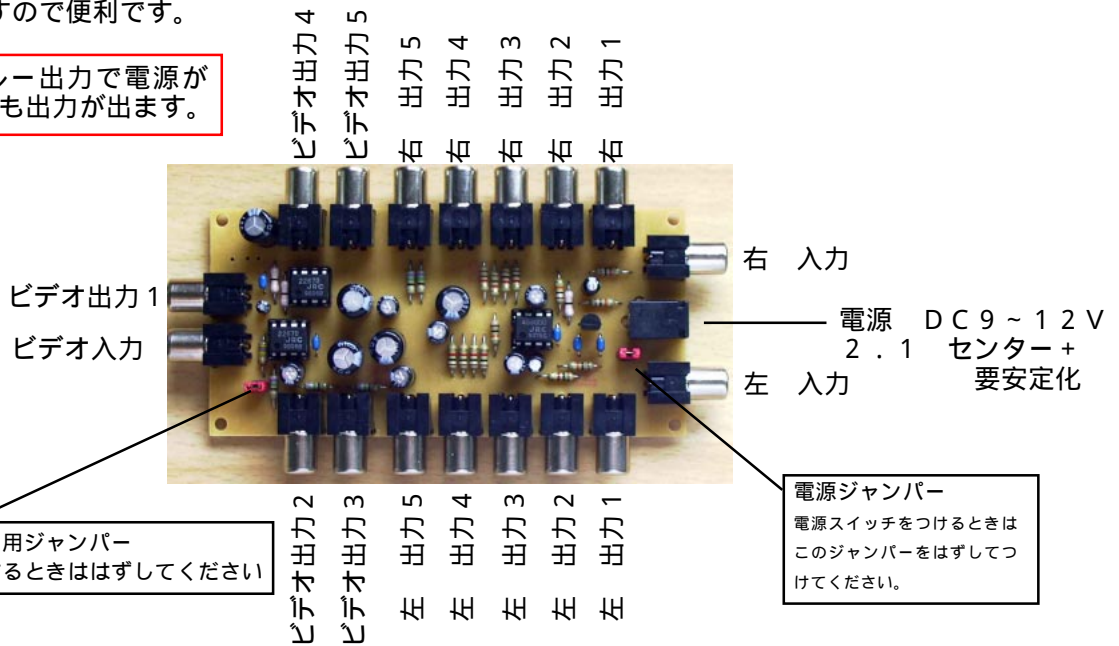 すので便利です。
ルー出力で電源が
も出力が出ます。
ビデオ出力4
ビデオ出力5
右 出力5
右 出力4
右 出力3
右 出力2
右 出力1
ビデオ出力1
ビデオ入力
右 入力
電源 DC9~12V
2.1 センター+
要安定化
左 入力
用ジャンパー
るときははずしてください
ビデオ出力2
ビデオ出力3
左 出力5
左 出力4
左 出力3
左 出力2
左 出力1
電源ジャンパー
電源スイッチをつけるときは
このジャンパーをはずしてつ
けてください。